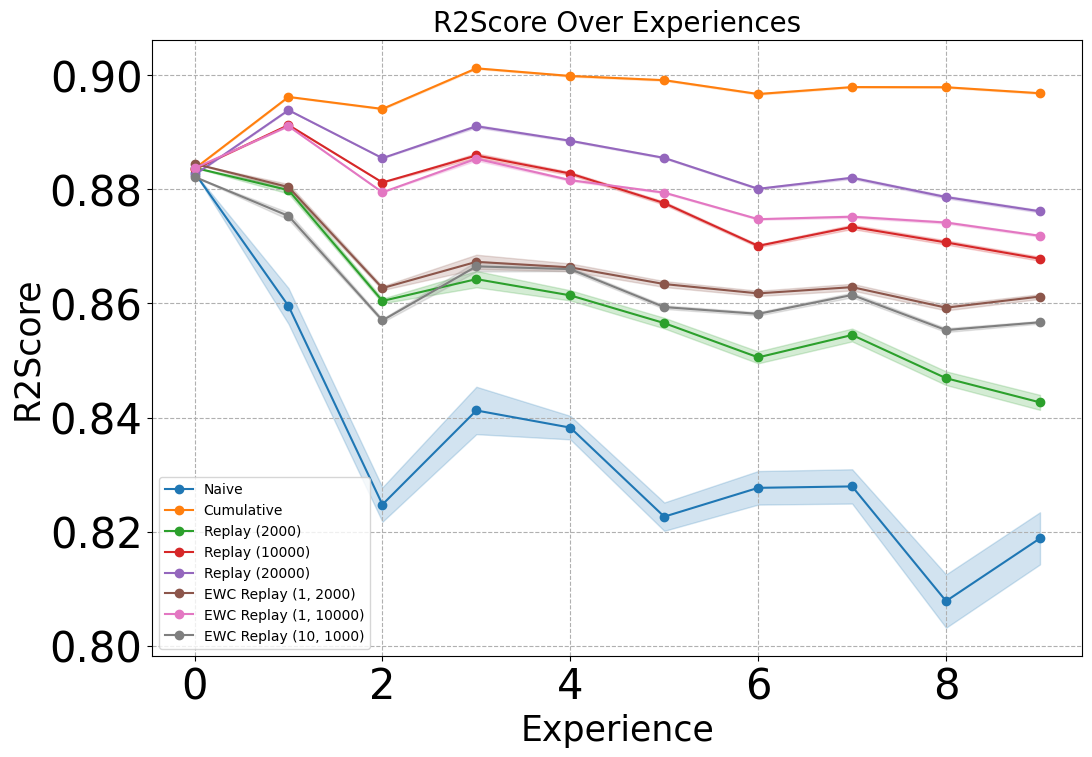 R2Score Over Experiences
R2Score
0.90
0.88
0.86
0.84
0.82
0.80
Naive
Cumulative
Replay (2000)
Replay (10000)
Replay (20000)
EWC Replay (1, 2000)
EWC Replay (1, 10000)
EWC Replay (10, 1000)
0 2 4 6 8
Experience